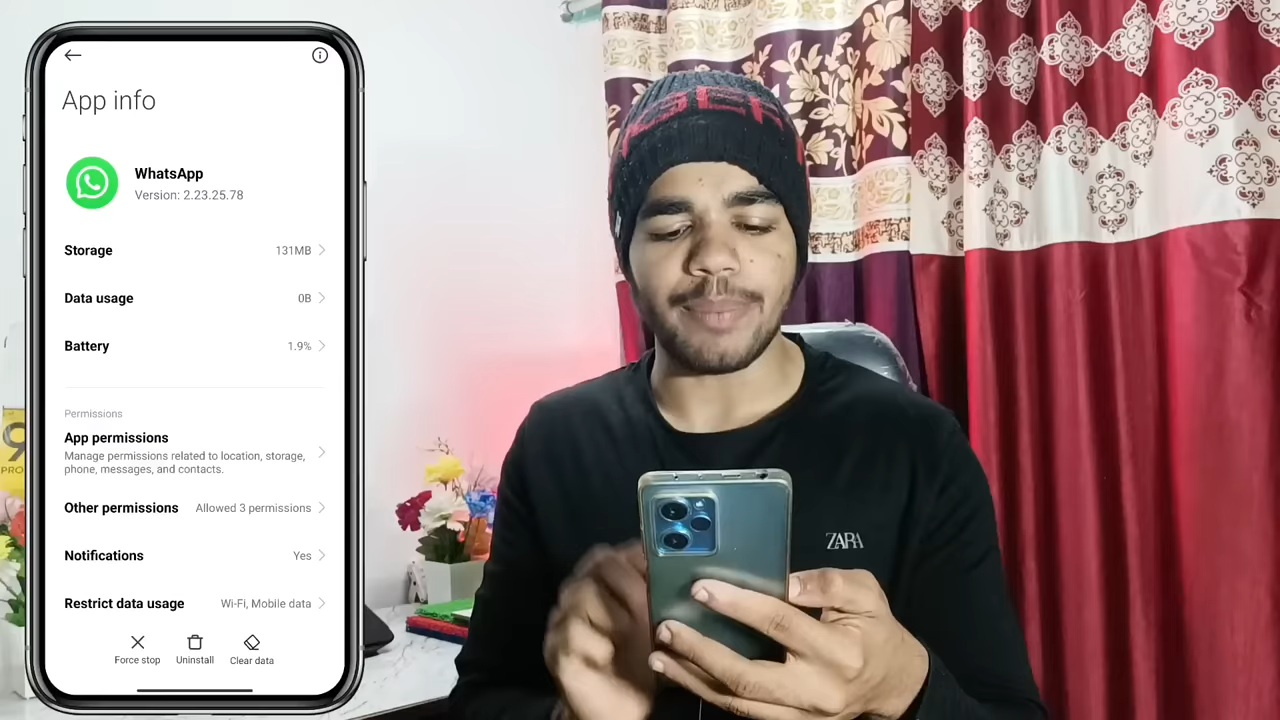 App info
WhatsApp
Version: 2.23.25.78
Storage
131MB
Data usage
0B
Battery
1.9%
Permissions
App permissions
Manage permissions related to location, storage,
phone, messages, and contacts.
Other permissions
Allowed 3 permissions
Notifications
Yes
Restrict data usage
Wi-Fi, Mobile data
Force stop
Uninstall
Clear data
9
PRO
ZARA